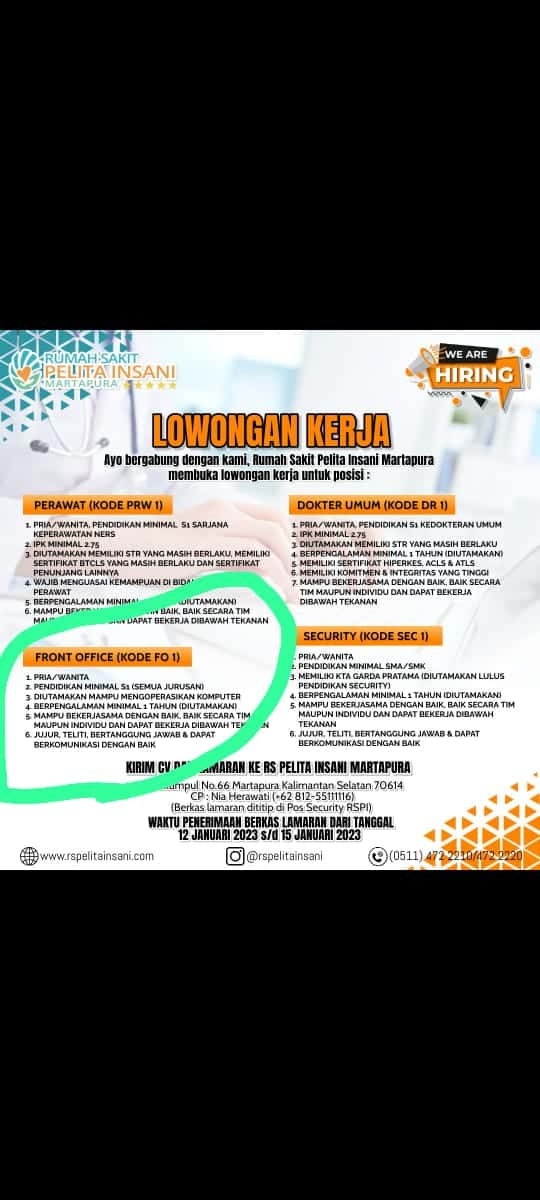 RUMAH SAKIT
PELITA INSANI
MARTAPURA
WE ARE
HIRING
LOWONGAN KERJA
Ayo bergabung dengan kami, Rumah Sakit Pelita Insani Martapura
membuka lowongan kerja untuk posisi :
PERAWAT (KODE PRW 1)
1. PRIA/WANITA, PENDIDIKAN MINIMAL S1 SARJANA
KEPERAWATAN NERS
2. IPK MINIMAL 2.75
3. DIUTAMAKAN MEMILIKI STR YANG MASIH BERLAKU, MEMILIKI
SERTIFIKAT BTCLS YANG MASIH BERLAKU DAN SERTIFIKAT
PENUNJANG LAINNYA
4. WAJIB MENGUASAI KEMAMPUAN DI
PERAWAT
5. BERPENGALAMAN (DIUTAMAKAN)
6. MAMPU BAIK, BAIK SECARA TIM
DAN DAPAT BEKERJA DIBAWAH TEKANAN
FRONT OFFICE (KODE FO 1)
1. PRIA/WANITA
2. PENDIDIKAN MINIMAL S1 (SEMUA JURUSAN)
3. DIUTAMAKAN MAMPU MENGOPERASIKAN KOMPUTER
4. BERPENGALAMAN MINIMAL 1 TAHUN (DIUTAMAKAN)
5. MAMPU BEKERJASAMA DENGAN BAIK, BAIK SECARA TIM
MAUPUN INDIVIDU DAN DAPAT BEKERJA DIBAWAH
6. JUJUR, TELITI, BERTANGGUNG JAWAB & DAPAT
BERKOMUNIKASI DENGAN BAIK
DOKTER UMUM (KODE DR 1)
1. PRIA/WANITA, PENDIDIKAN S1 KEDOKTERAN UMUM
2. IPK MINIMAL 2.75
3. DIUTAMAKAN MEMILIKI STR YANG MASIH BERLAKU
4. BERPENGALAMAN MINIMAL 1 TAHUN (DIUTAMAKAN)
5. MEMILIKI SERTIFIKAT HIPERKES, ACLS & ATLS
6. MEMILIKI KOMITMEN & INTEGRITAS YANG TINGGI
7. MAMPU BEKERJASAMA DENGAN BAIK, BAIK SECARA
TIM MAUPUN INDIVIDU DAN DAPAT BEKERJA
DIBAWAH TEKANAN
SECURITY (KODE SEC 1)
PRIA/WANITA
2. PENDIDIKAN MINIMAL SMA/SMK
3. MEMILIKI KTA GARDA PRATAMA (DIUTAMAKAN LULUS
PENDIDIKAN SECURITY)
4. BERPENGALAMAN MINIMAL 1 TAHUN (DIUTAMAKAN)
5. MAMPU BEKERJASAMA DENGAN BAIK, BAIK SECARA TIM
MAUPUN INDIVIDU DAN DAPAT BEKERJA DIBAWAH
TEKANAN
6. JUJUR, TELITI, BERTANGGUNG JAWAB & DAPAT
BERKOMUNIKASI DENGAN BAIK
KIRIM CV KE RS PELITA INSANI MARTAPURA
No.66 Martapura Kalimantan Selatan 70614
CP : Nia Herawati (+62 812-55111116)
(Berkas lamaran dititip di Pos Security RSPI)
WAKTU PENERIMAAN BERKAS LAMARAN DARI TANGGAL
12 JANUARI 2023 s/d 15 JANUARI 2023
www.rspelitainsani.com
@rspelitainsani
(0511) 472 2210/472 2220